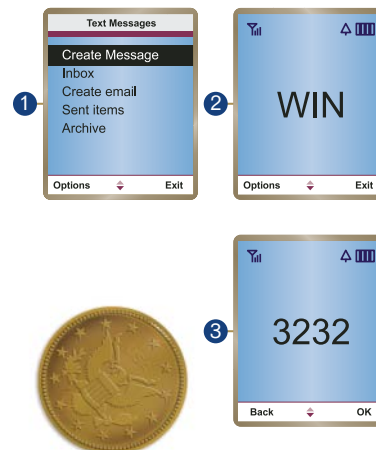 Text Messages
Create Message
Inbox
Create email
Sent items
Archive
1
Options Exit
2
WIN
Options Exit
3
3232
Back OK